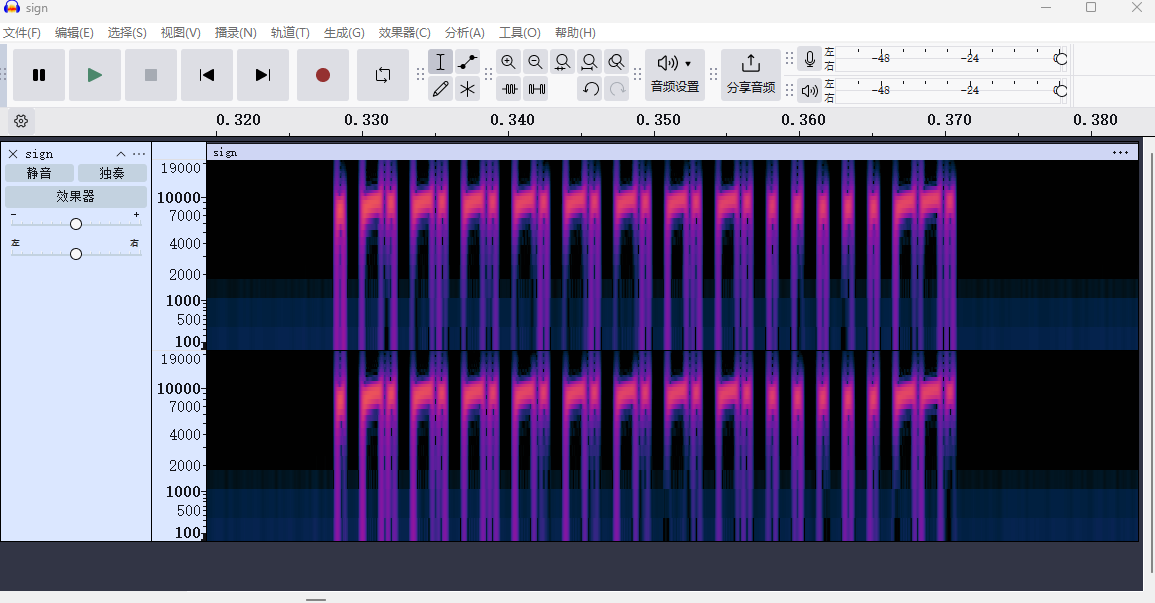 sign
文件(F) 编辑(E) 选择(S) 视图(V) 播录(N) 轨道(T) 生成(G) 效果器(C) 分析(A) 工具(O) 帮助(H)
音频设置
分享音频
左 -48 -24 0
右
左 -48 -24 0
右
0.320 0.330 0.340 0.350 0.360 0.370 0.380
sign
静音 独奏
效果器
- +
左 右
sign
19000
10000
7000
4000
2000
1000
500
100
19000
10000
7000
4000
2000
1000
500
100